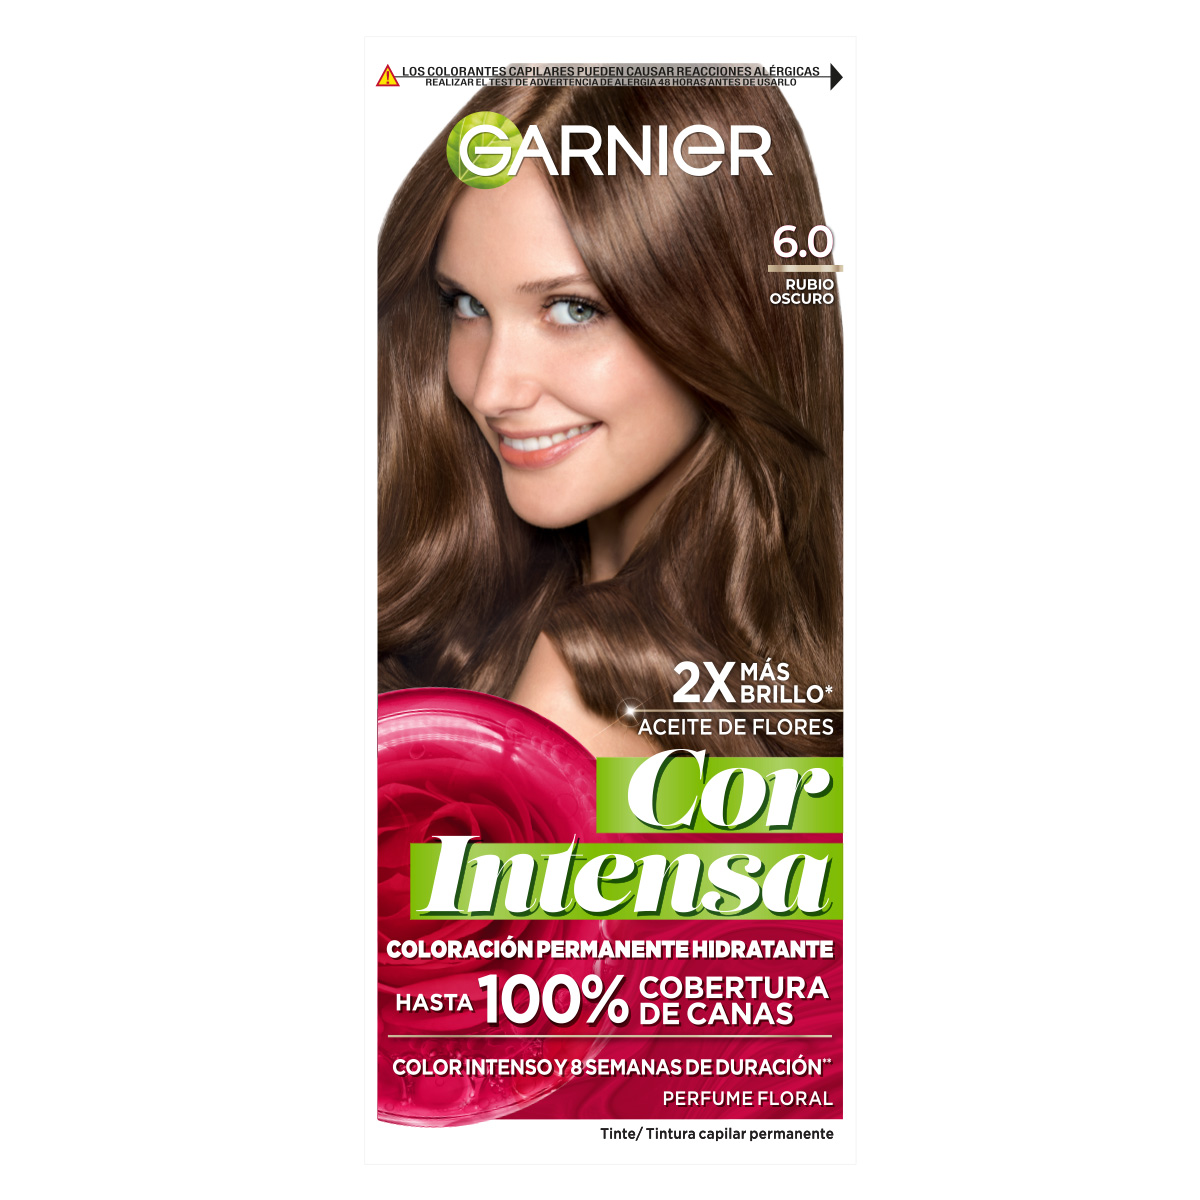 LOS COLORANTES CAPILARES PUEDEN CAUSAR REACCIONES ALÉRGICAS
REALIZAR EL TEST DE ADVERTENCIA DE ALERGIA 48 HORAS ANTES DE USARLO
GARNIER
6.0
RUBIO
OSCURO
2X MÁS
BRILLO*
ACEITE DE FLORES
Cor
Intensa
COLORACIÓN PERMANENTE HIDRATANTE
HASTA 100% COBERTURA
DE CANAS
COLOR INTENSO Y 8 SEMANAS DE DURACIÓN**
PERFUME FLORAL
Tinte/ Tintura capilar permanente